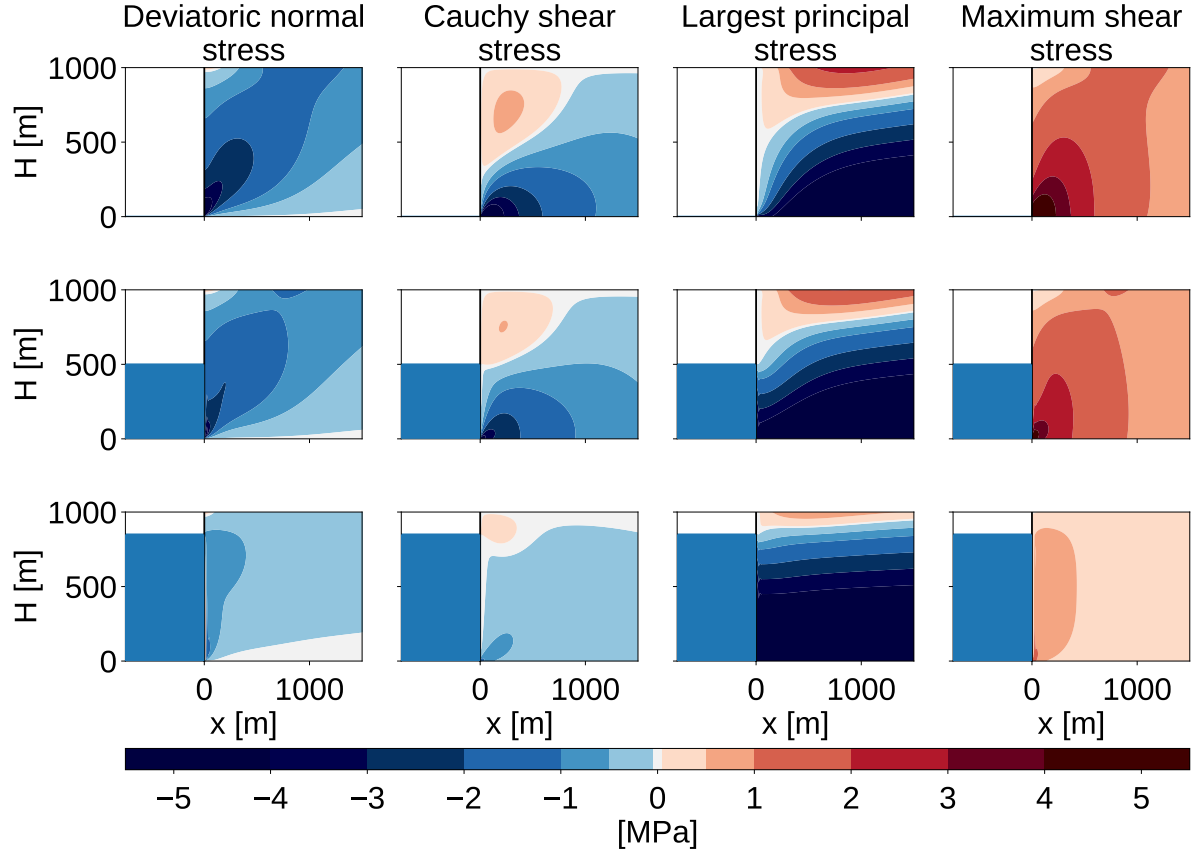 Deviatoric normal stress
Cauchy shear stress
Largest principal stress
Maximum shear stress
H [m]
1000
500
0
H [m]
1000
500
0
H [m]
1000
500
0
0 1000
0 1000
0 1000
0 1000
x [m]
x [m]
x [m]
x [m]
−5 −4 −3 −2 −1 0 1 2 3 4 5
[MPa]